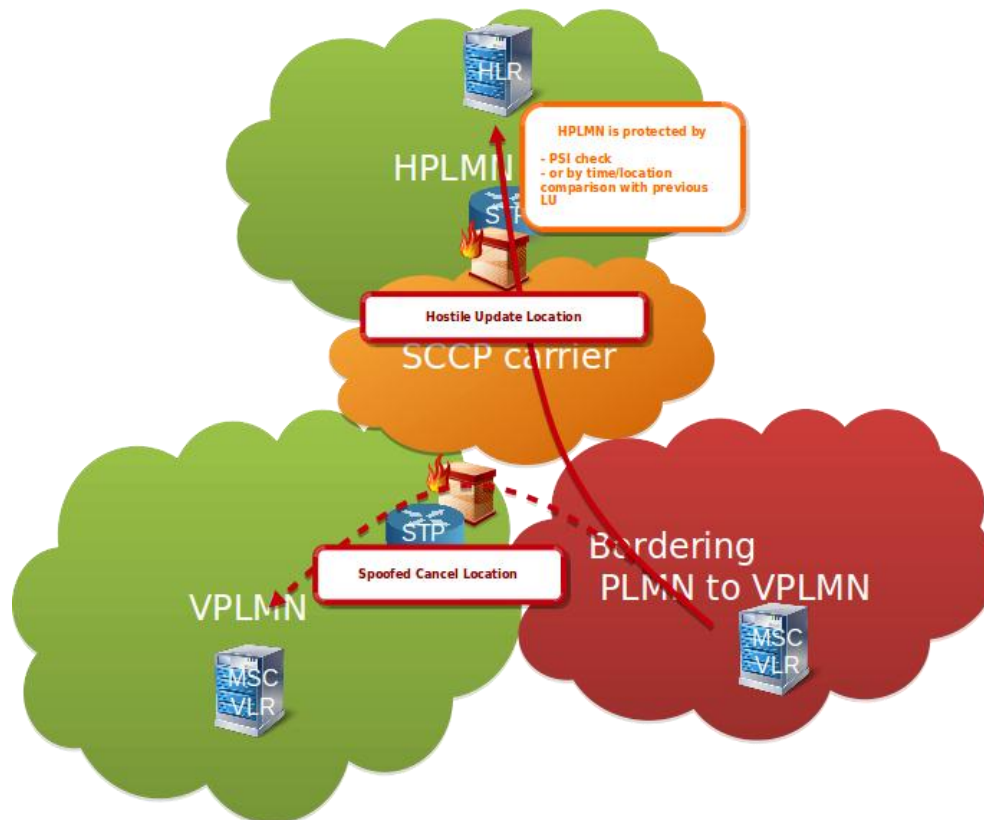 HLR
HPLMN is protected by
- PSI check
- or by time/location
comparison with previous
LU
HPLMN
STP
Hostile Update Location
SCCP carrier
STP
Spoofed Cancel Location
Bordering
PLMN to VPLMN
VPLMN
MSC
VLR
MSC
VLR